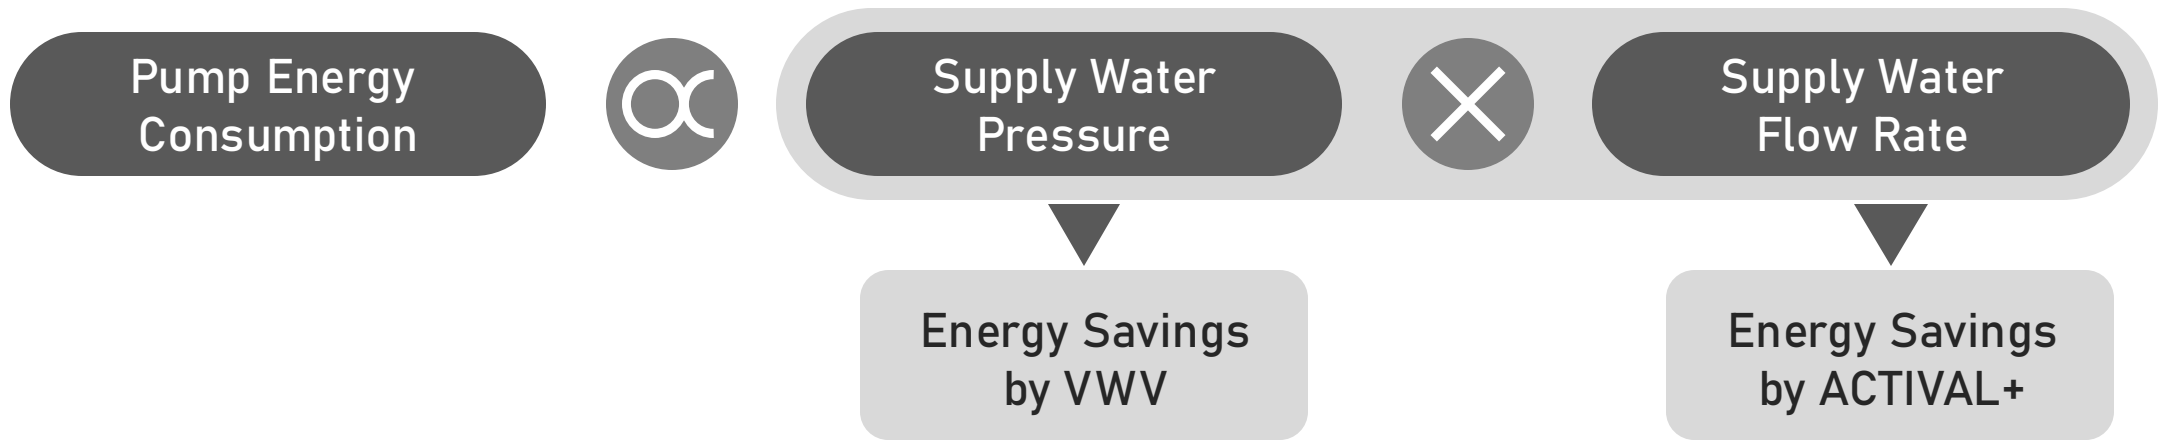 Pump Energy
Consumption
∝
Supply Water
Pressure
×
Supply Water
Flow Rate
Energy Savings
by VWV
Energy Savings
by ACTIVAL+